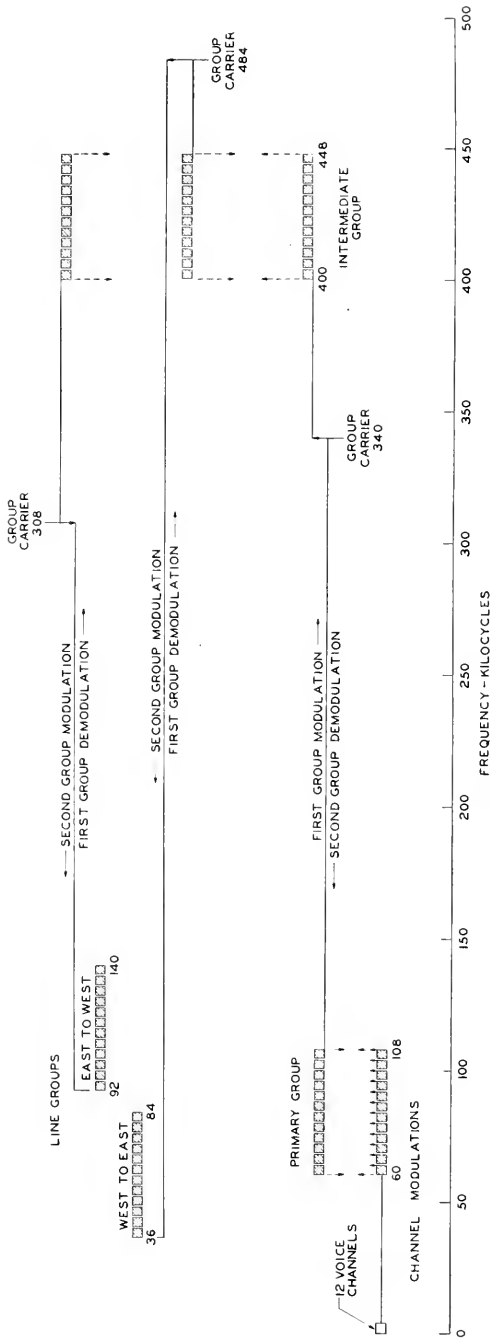 GROUP
CARRIER
308
SECOND GROUP MODULATION
FIRST GROUP DEMODULATION
LINE GROUPS
EAST TO WEST
92
140
GROUP
CARRIER
484
SECOND GROUP MODULATION
FIRST GROUP DEMODULATION
WEST TO EAST
36
84
400
448
INTERMEDIATE
GROUP
GROUP
CARRIER
340
FIRST GROUP MODULATION
SECOND GROUP DEMODULATION
PRIMARY GROUP
60
108
CHANNEL MODULATIONS
12 VOICE
CHANNELS
0
50
100
150
200
250
300
350
400
450
500
FREQUENCY - KILOCYCLES